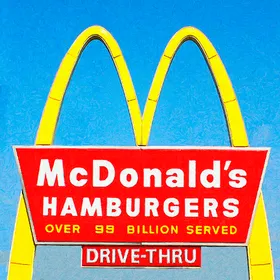 McDonald's
HAMBURGERS
OVER 99 BILLION SERVED
DRIVE-THRU